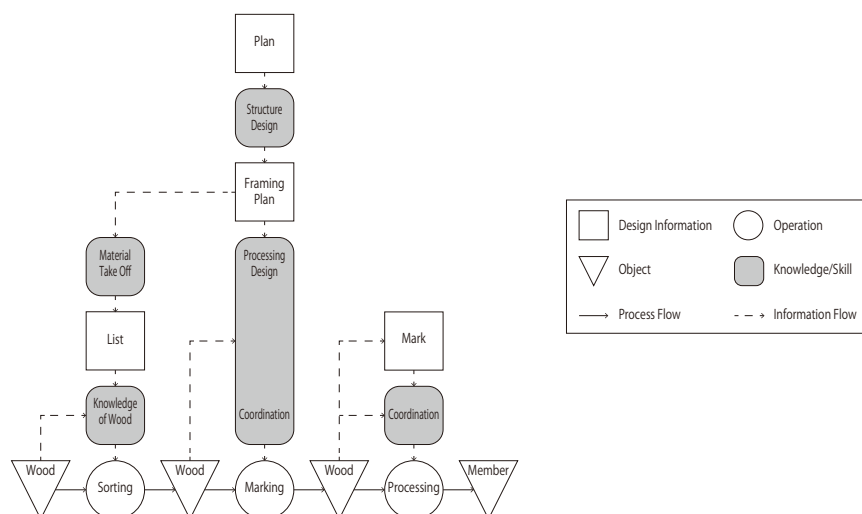 Plan
Structure
Design
Framing
Plan
Material
Take Off
Processing
Design
List
Mark
Knowledge
of Wood
Coordination
Coordination
Wood
Sorting
Wood
Marking
Wood
Processing
Member
Design Information
Operation
Object
Knowledge/Skill
Process Flow
Information Flow